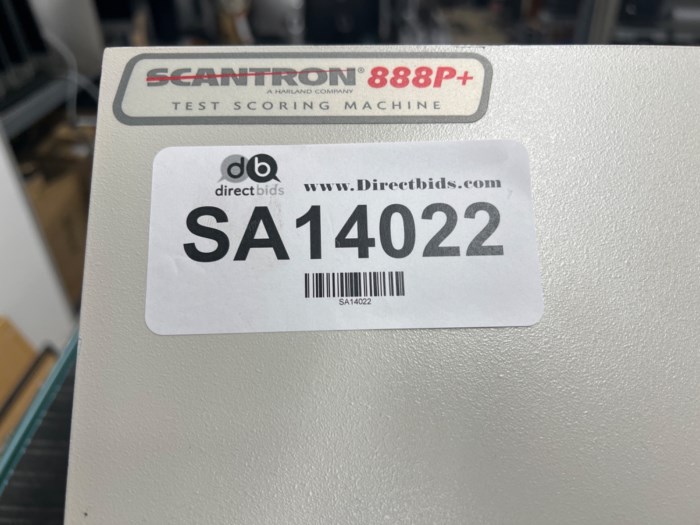 SCANTRON® 888P+
A HARLAND COMPANY
TEST SCORING MACHINE
db
directbids
www.Directbids.com
SA14022
SA14022